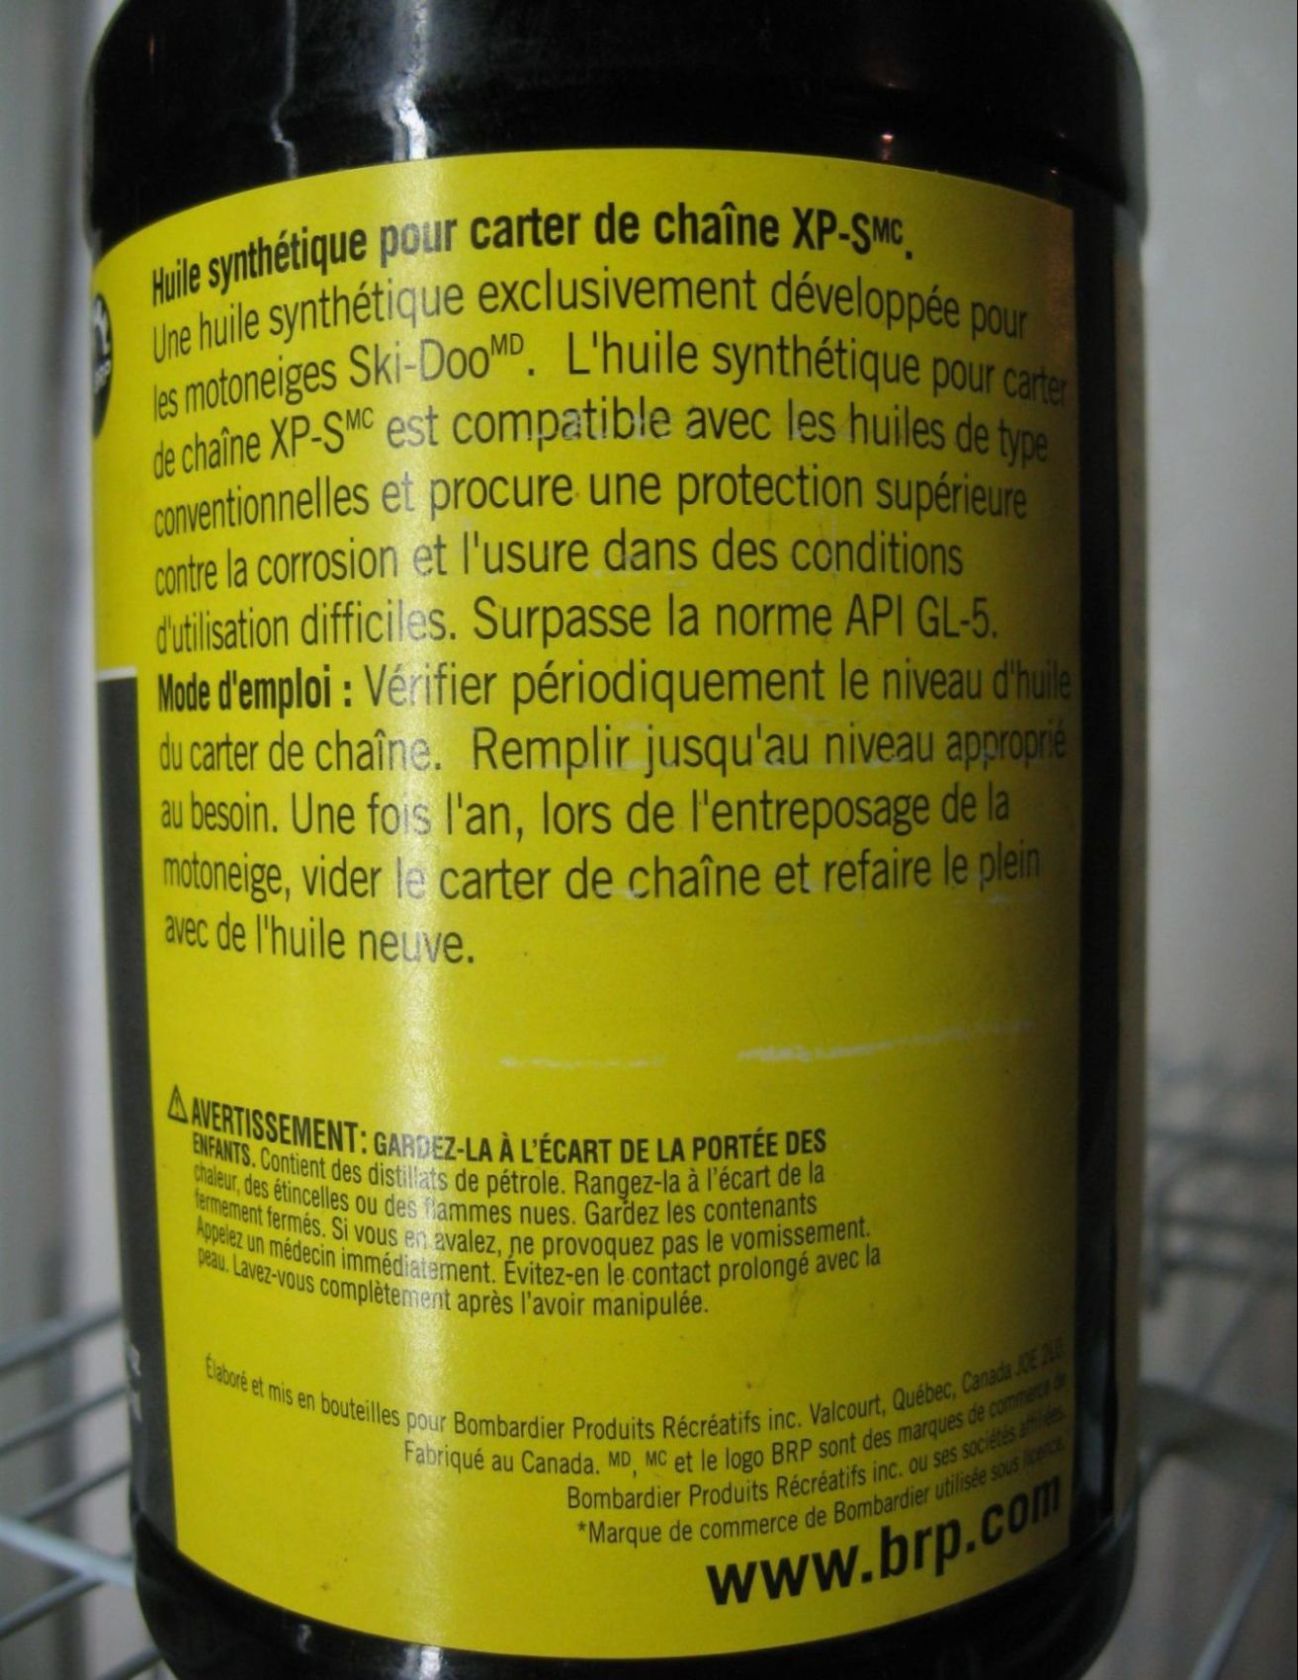 Huile synthétique pour carter de chaîne XP-SMC.
Une huile synthétique exclusivement développée pour
les motoneiges Ski-DooMD. L'huile synthétique pour carter
de chaîne XP-SMC est compatible avec les huiles de type
conventionnelles et procure une protection supérieure
contre la corrosion et l'usure dans des conditions
d'utilisation difficiles. Surpasse la norme API GL-5.
Mode d'emploi : Vérifier périodiquement le niveau d'huile
du carter de chaîne. Remplir jusqu'au niveau approprié
au besoin. Une fois l'an, lors de l'entreposage de la
motoneige, vider le carter de chaîne et refaire le plein
avec de l'huile neuve.
⚠ AVERTISSEMENT: GARDEZ-LA À L'ÉCART DE LA PORTÉE DES
ENFANTS. Contient des distillats de pétrole. Rangez-la à l'écart de la
chaleur, des étincelles ou des flammes nues. Gardez les contenants
fermement fermés. Si vous en avalez, ne provoquez pas le vomissement.
Appelez un médecin immédiatement. Évitez-en le contact prolongé avec la
peau. Lavez-vous complètement après l'avoir manipulée.
Élaboré et mis en bouteilles pour Bombardier Produits Récréatifs inc. Valcourt, Québec, Canada JOE 2L0
Fabriqué au Canada. MD, MC et le logo BRP sont des marques de commerce de
Bombardier Produits Récréatifs inc. ou ses sociétés affiliées.
*Marque de commerce de Bombardier utilisée sous licence.
www.brp.com